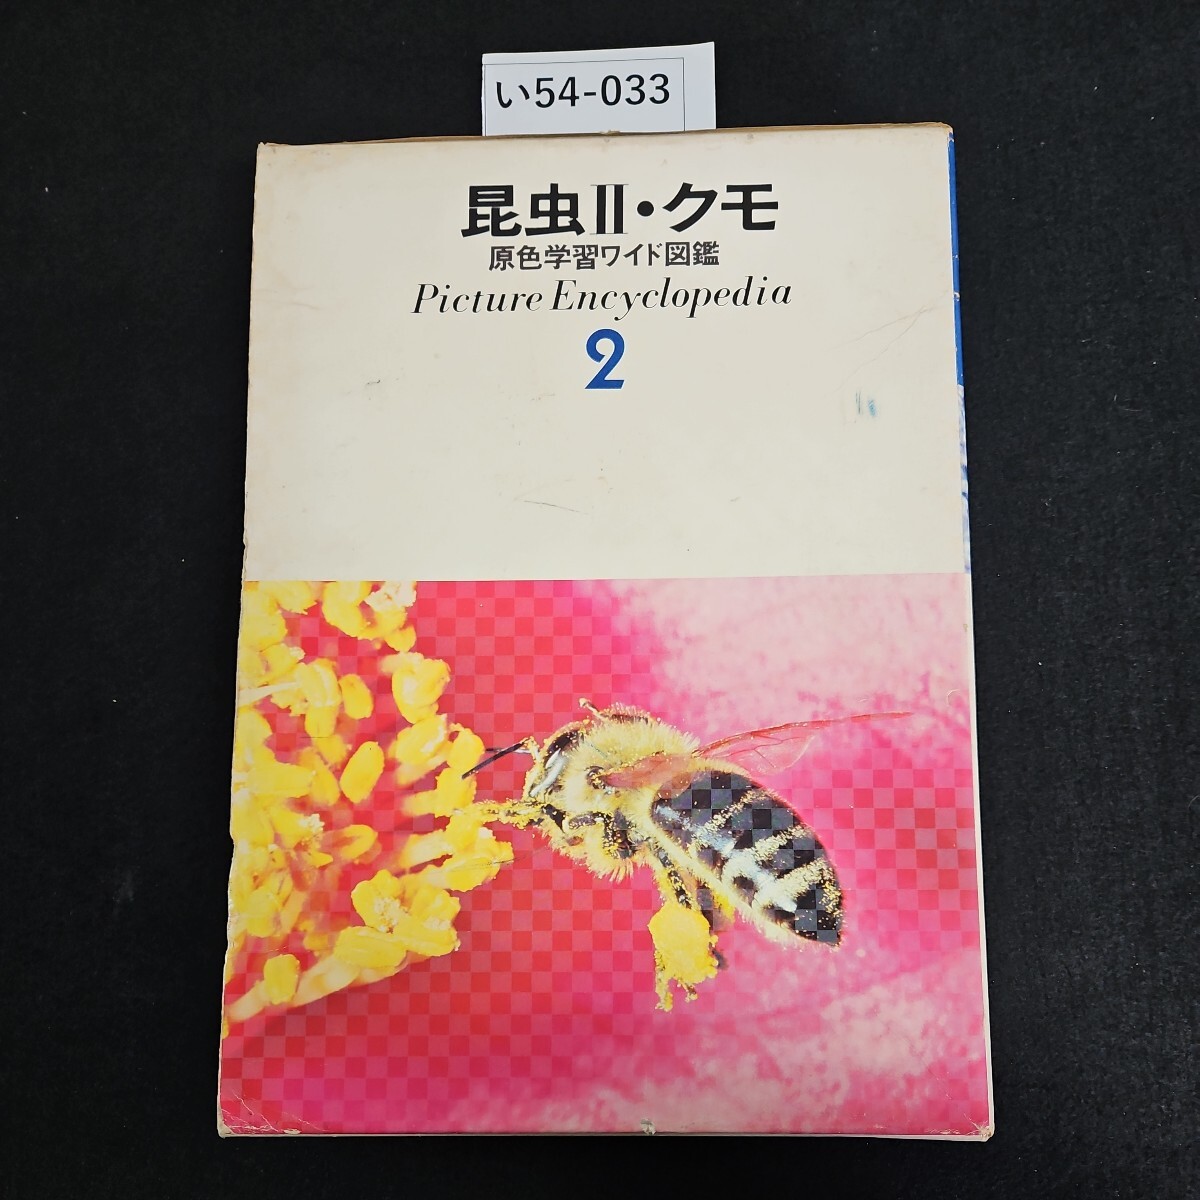 い54-033
昆虫II・クモ
原色学習ワイド図鑑
Picture Encyclopedia
2